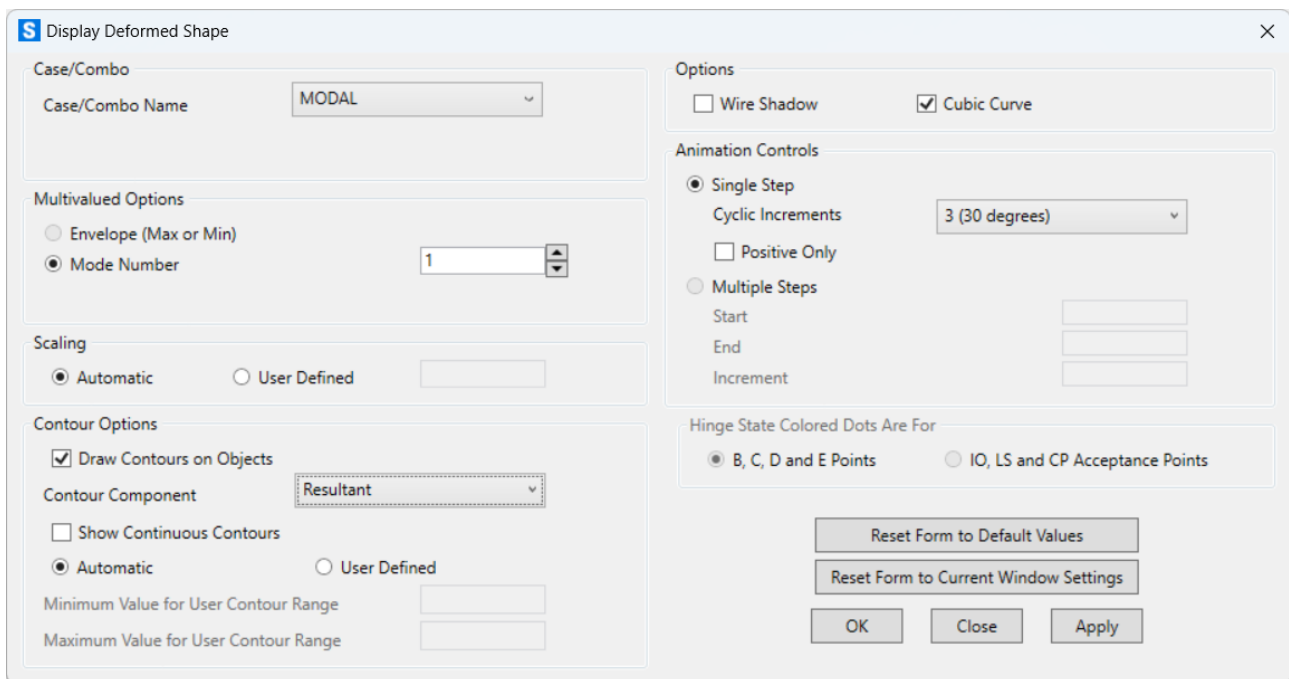 S Display Deformed Shape
Case/Combo
Case/Combo Name MODAL
Multivalued Options
Envelope (Max or Min)
Mode Number 1
Scaling
Automatic User Defined
Contour Options
Draw Contours on Objects
Contour Component Resultant
Show Continuous Contours
Automatic User Defined
Minimum Value for User Contour Range
Maximum Value for User Contour Range
Options
Wire Shadow Cubic Curve
Animation Controls
Single Step
Cyclic Increments 3 (30 degrees)
Positive Only
Multiple Steps
Start
End
Increment
Hinge State Colored Dots Are For
B, C, D and E Points IO, LS and CP Acceptance Points
Reset Form to Default Values
Reset Form to Current Window Settings
OK Close Apply